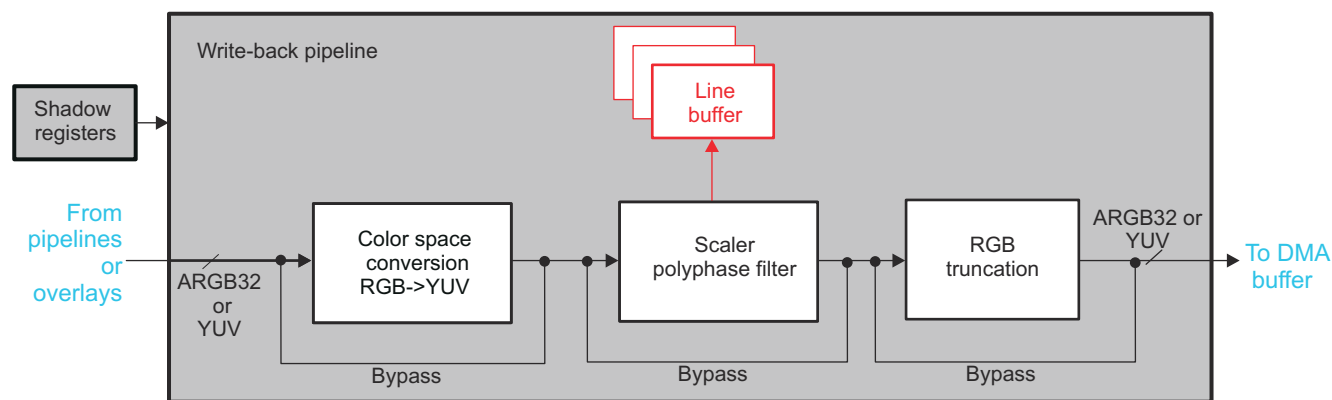 Write-back pipeline
Shadow
registers
Line
buffer
From
pipelines
or
overlays
ARGB32
or
YUV
Color space
conversion
RGB->YUV
Bypass
Scaler
polyphase filter
Bypass
RGB
truncation
Bypass
ARGB32 or
YUV
To DMA
buffer